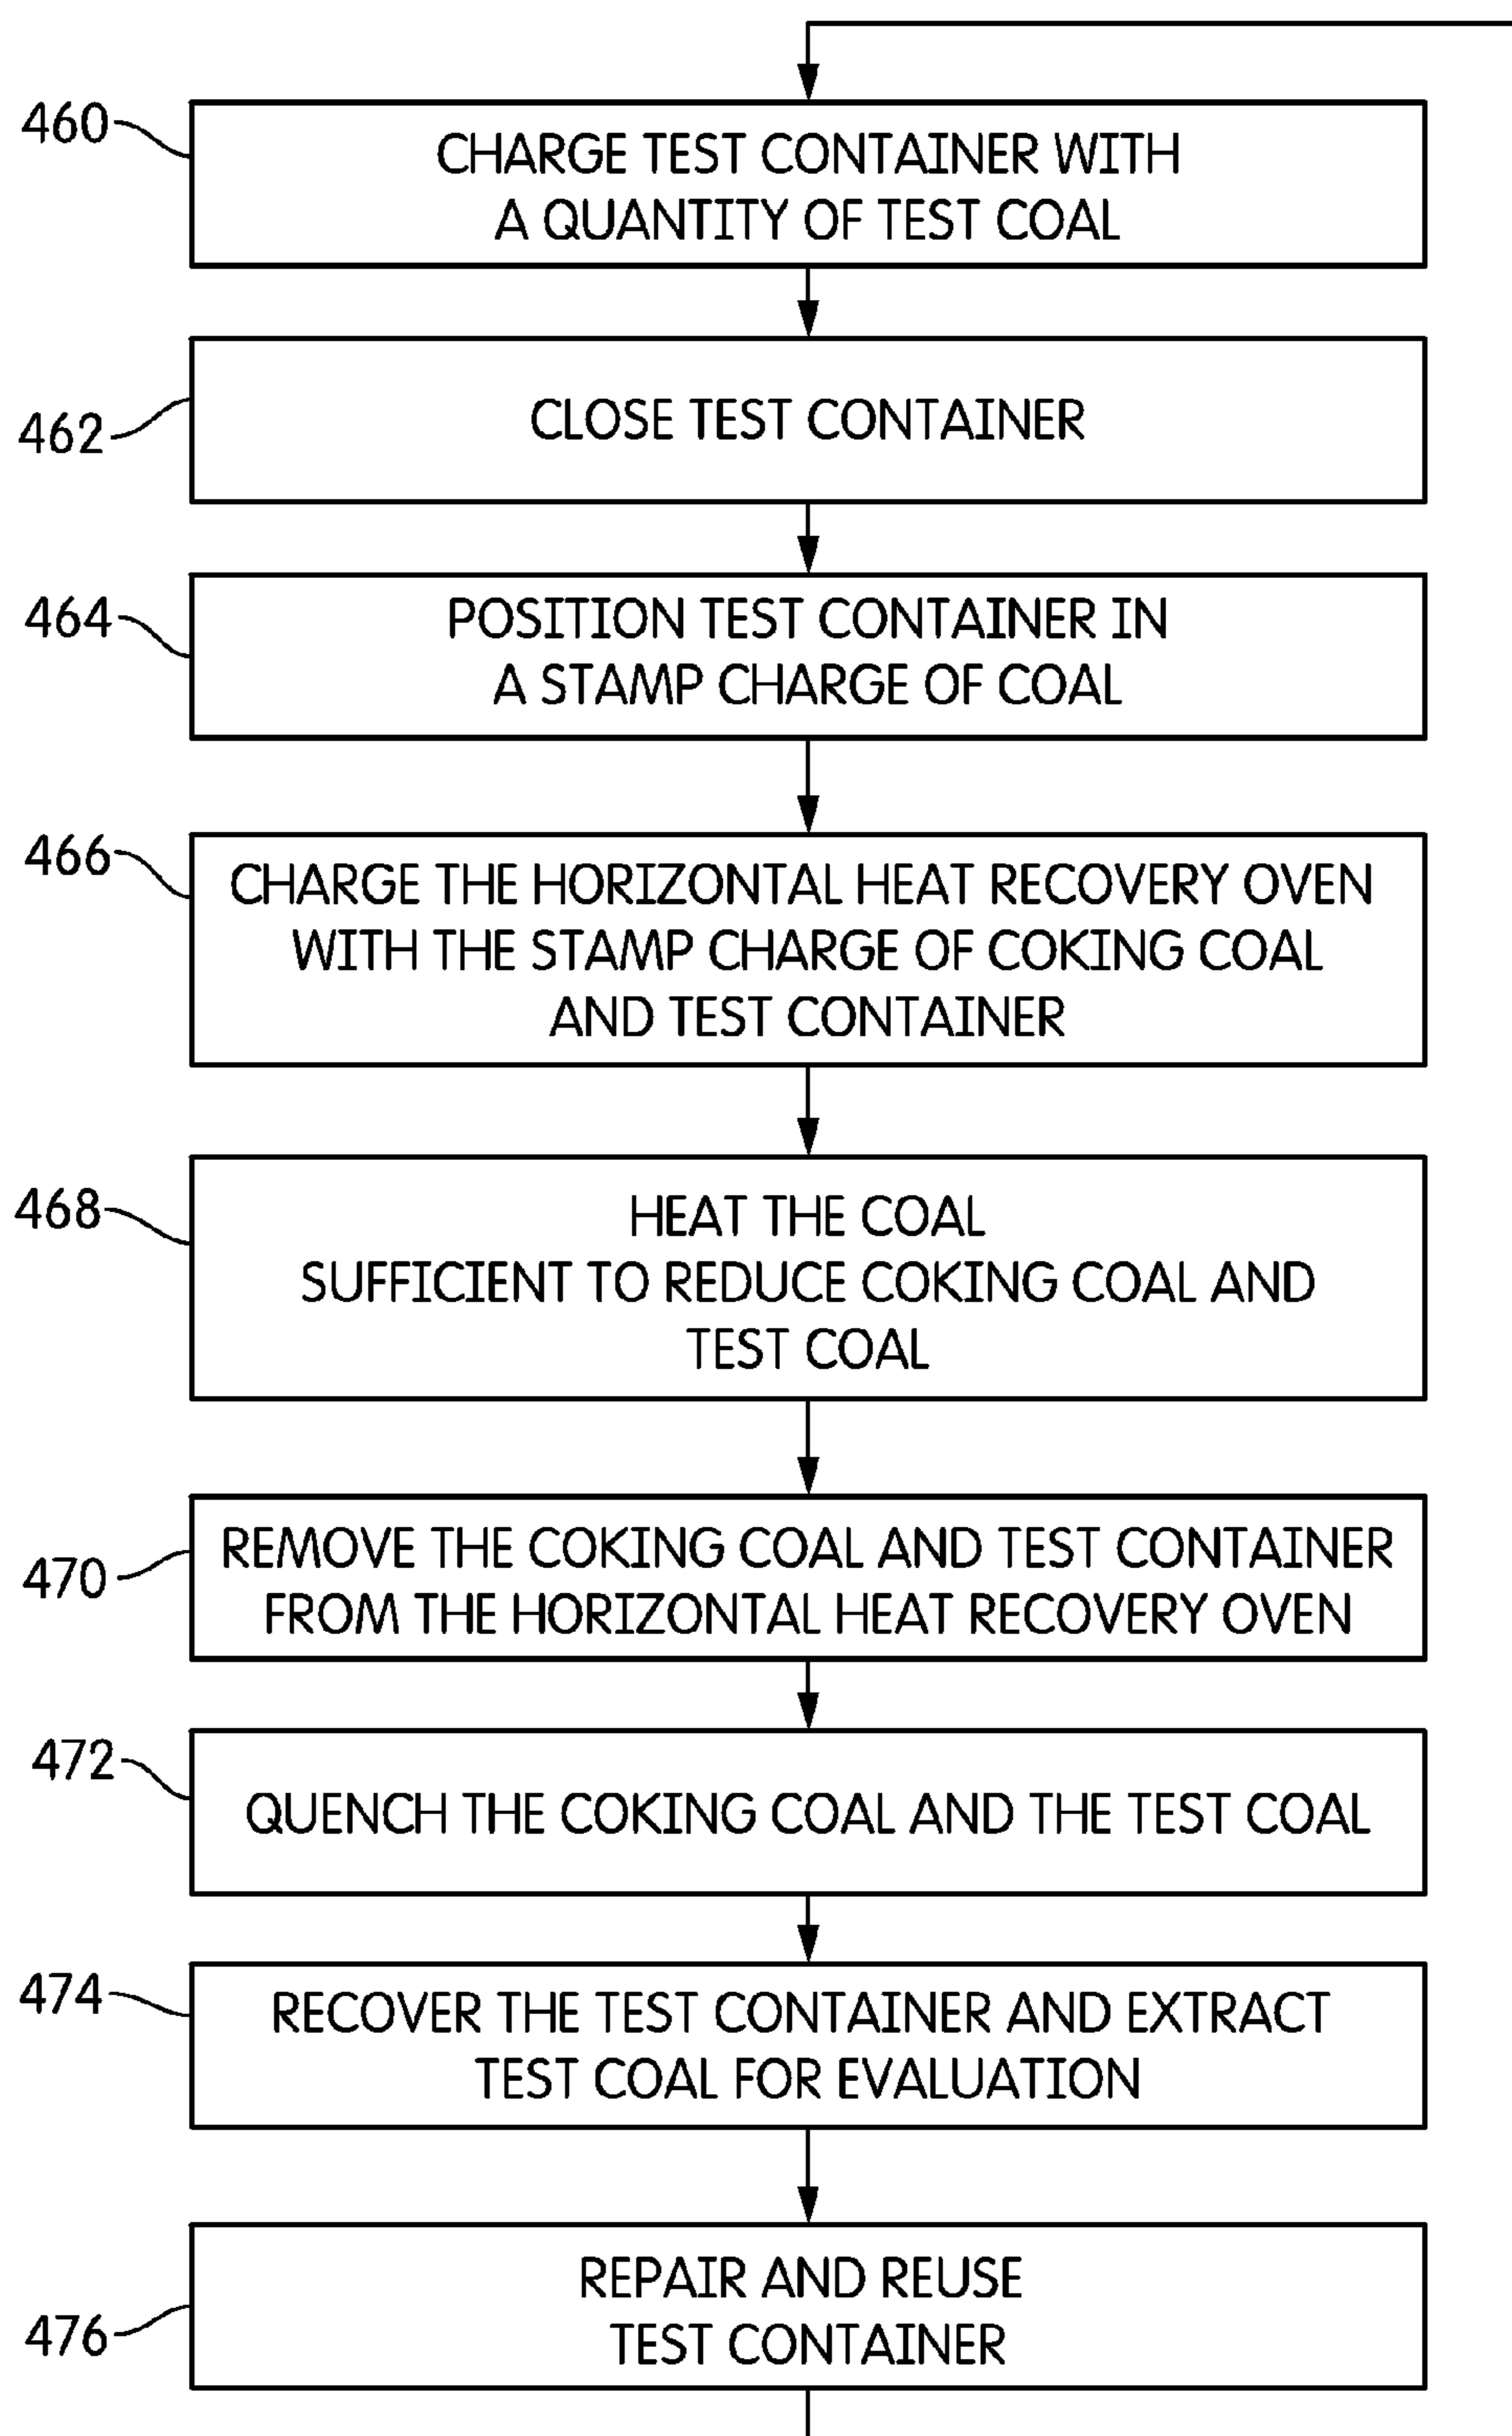 460
CHARGE TEST CONTAINER WITH
A QUANTITY OF TEST COAL
462
CLOSE TEST CONTAINER
464
POSITION TEST CONTAINER IN
A STAMP CHARGE OF COAL
466
CHARGE THE HORIZONTAL HEAT RECOVERY OVEN
WITH THE STAMP CHARGE OF COKING COAL
AND TEST CONTAINER
468
HEAT THE COAL
SUFFICIENT TO REDUCE COKING COAL AND
TEST COAL
470
REMOVE THE COKING COAL AND TEST CONTAINER
FROM THE HORIZONTAL HEAT RECOVERY OVEN
472
QUENCH THE COKING COAL AND THE TEST COAL
474
RECOVER THE TEST CONTAINER AND EXTRACT
TEST COAL FOR EVALUATION
476
REPAIR AND REUSE
TEST CONTAINER